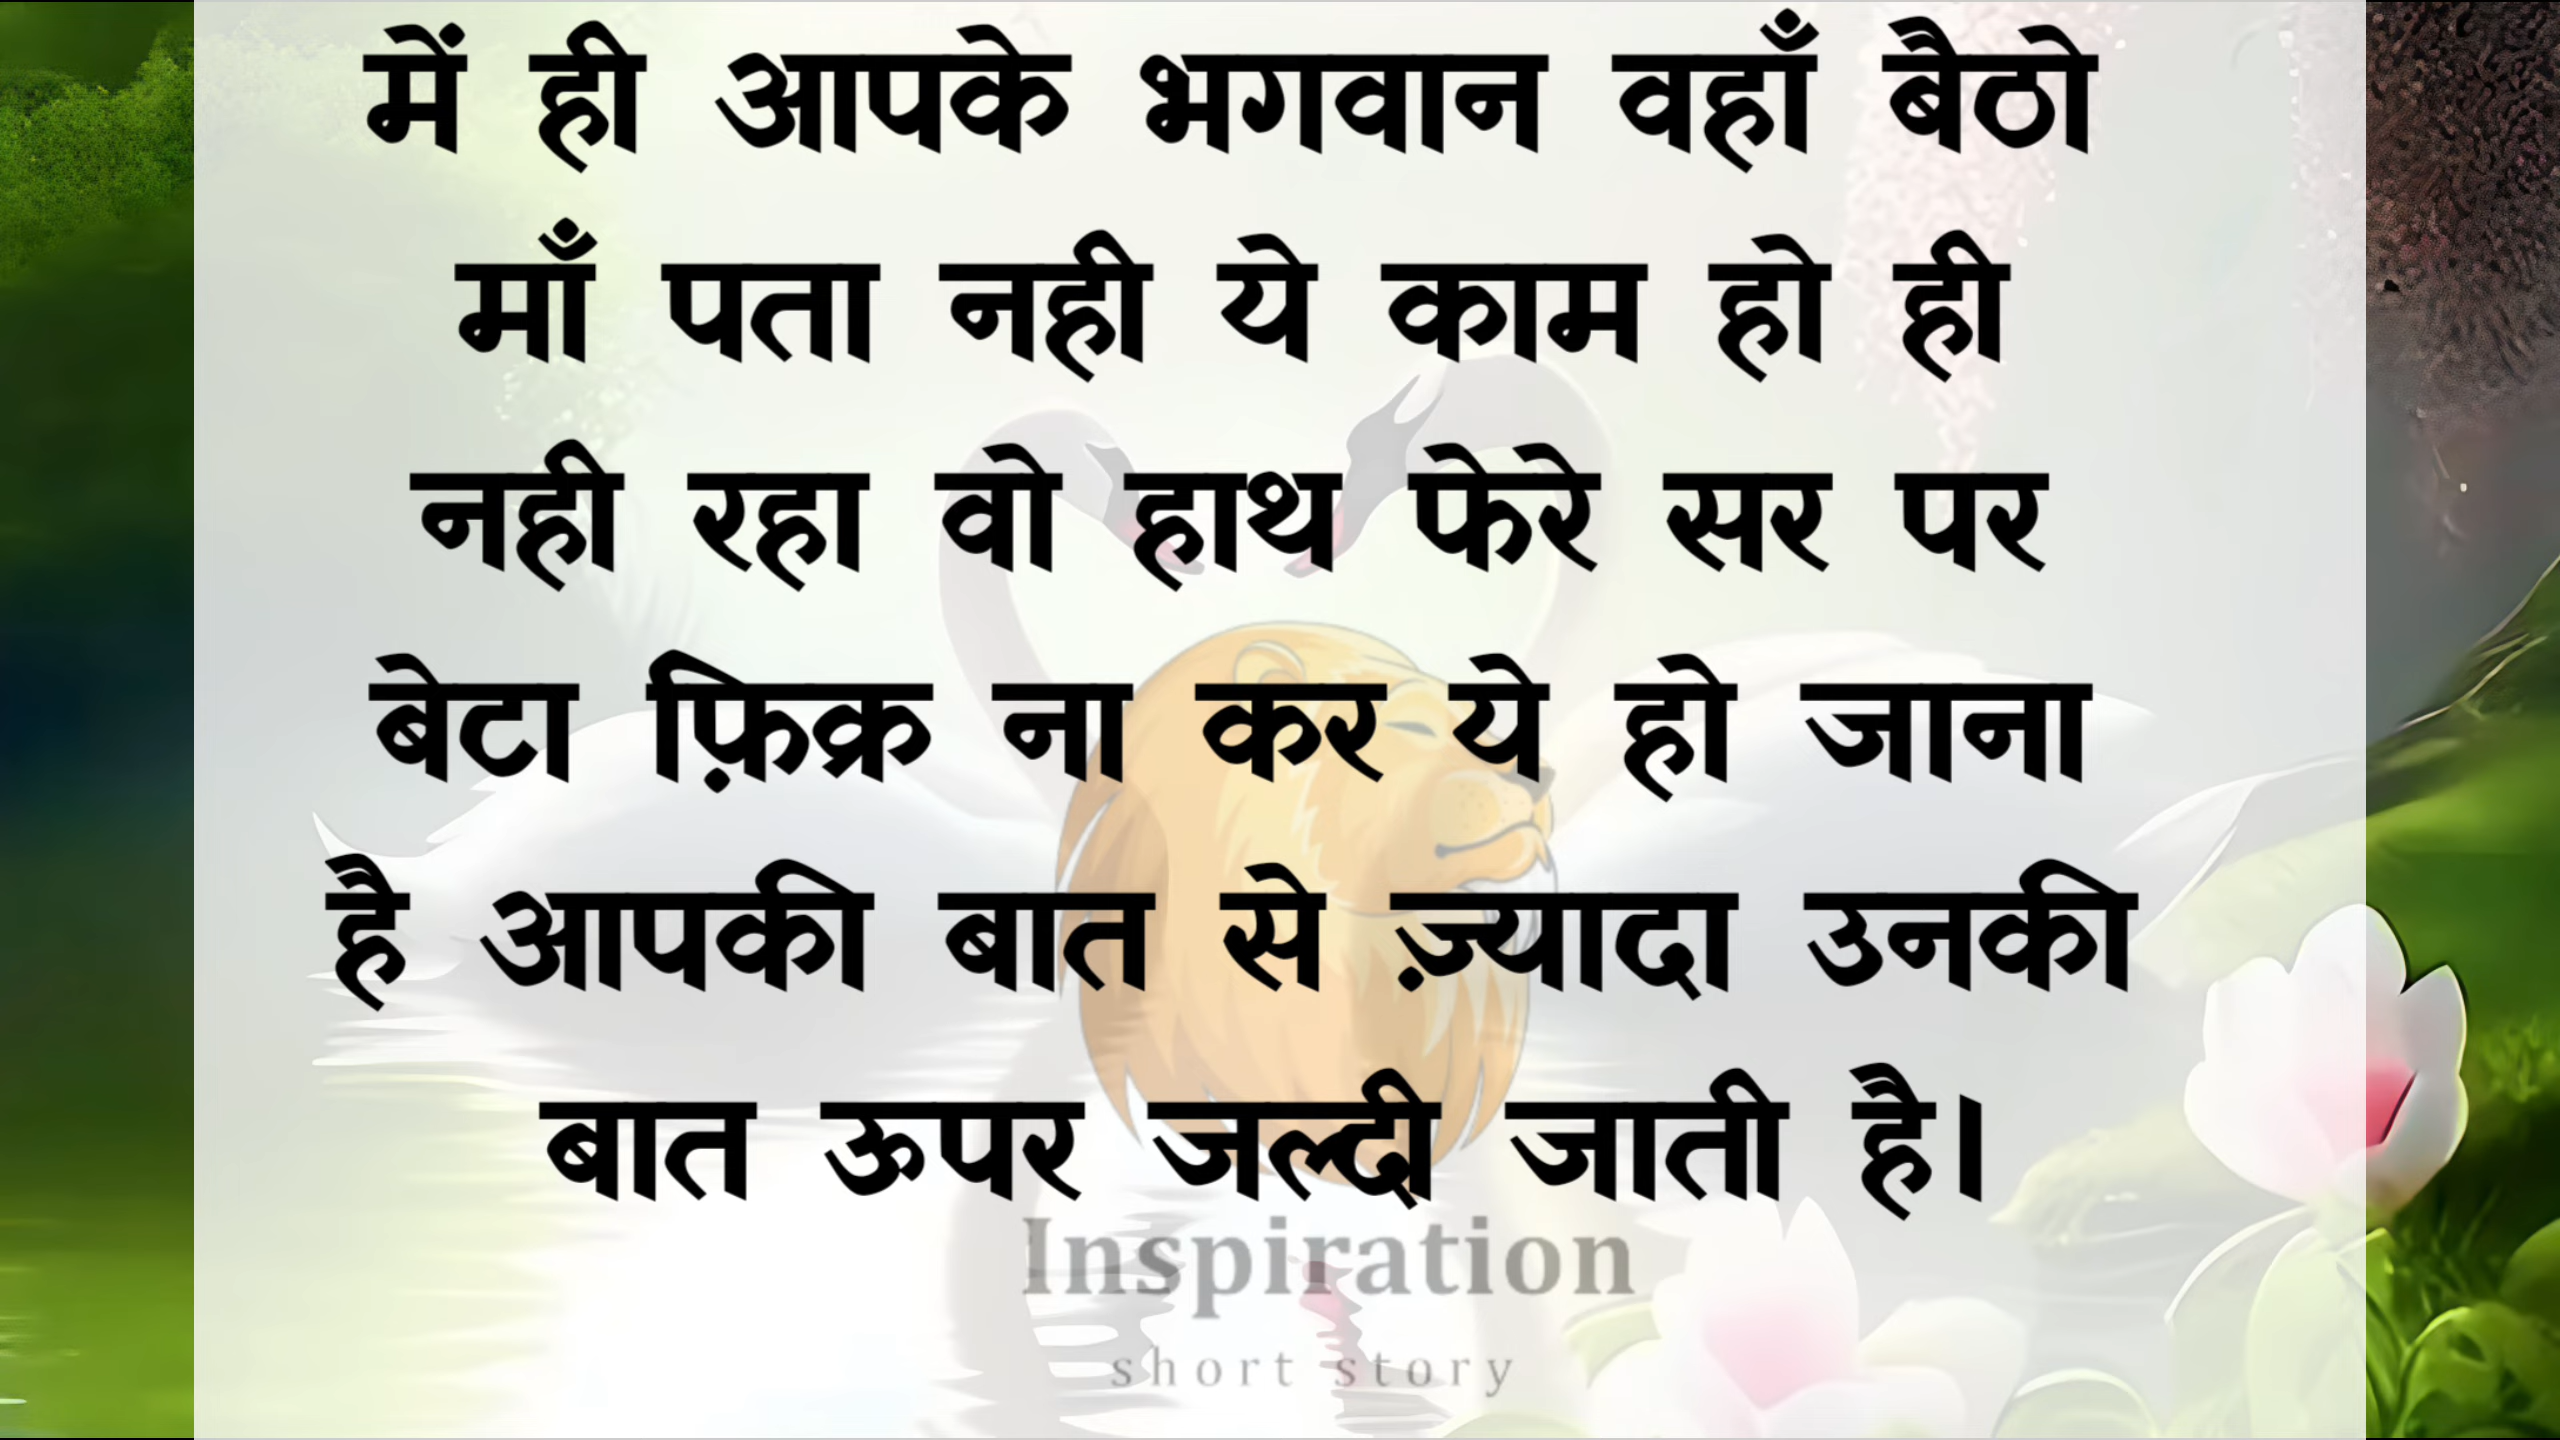 में ही आपके भगवान वहाँ बैठो
माँ पता नही ये काम हो ही
नही रहा वो हाथ फेरे सर पर
बेटा फ़िक्र ना कर ये हो जाना
है आपकी बात से ज़्यादा उनकी
बात ऊपर जल्दी जाती है।
Inspiration
short story